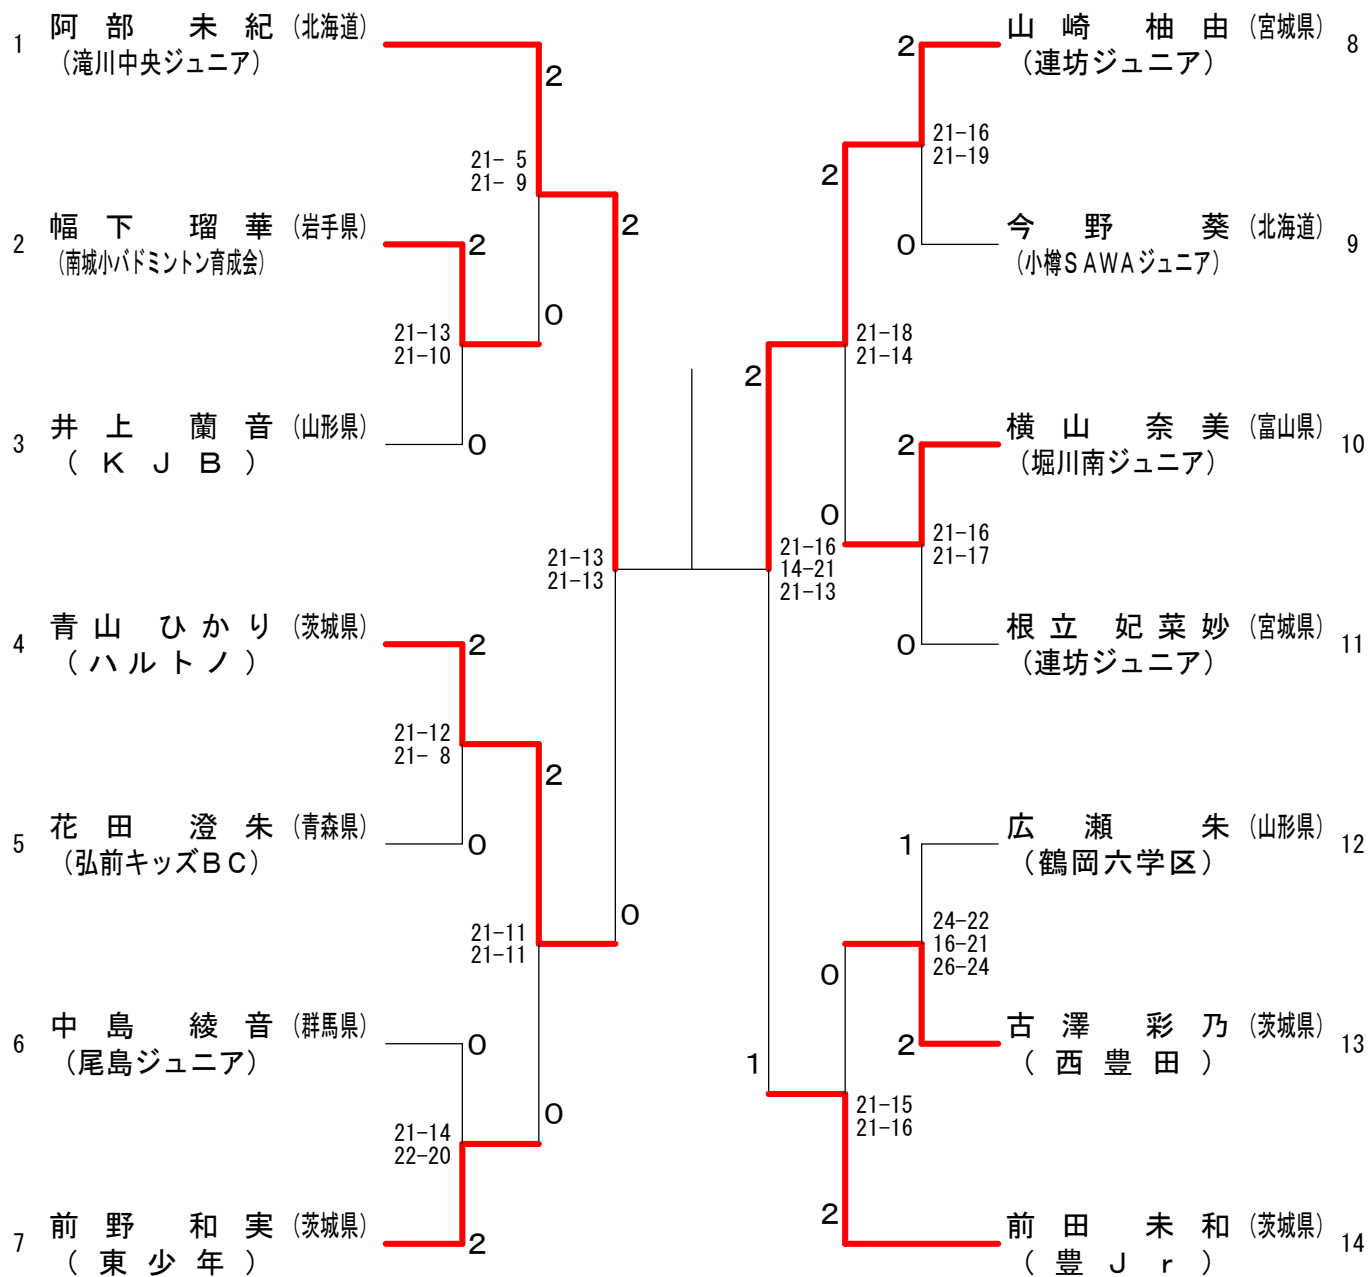 1 阿部 未紀 (北海道)
(滝川中央ジュニア)
2
21- 5
21- 9
2
2 幅下 瑠華 (岩手県)
(南城小バドミントン育成会)
2
0
21-13
21-10
3 井上 蘭音 (山形県)
(KJB)
0
21-13
21-13
4 青山 ひかり (茨城県)
(ハルトノ)
2
21-12
21- 8
2
5 花田 澄朱 (青森県)
(弘前キッズBC)
0
0
21-11
21-11
6 中島 綾音 (群馬県)
(尾島ジュニア)
0
0
21-14
22-20
7 前野 和実 (茨城県)
(東少年)
2
2 山崎 柚由 (宮城県) 8
(連坊ジュニア)
21-16
21-19
2
0 今野 葵 (北海道) 9
(小樽SAWAジュニア)
21-18
21-14
2
2 横山 奈美 (富山県) 10
(堀川南ジュニア)
0
21-16
21-17
21-16
14-21
21-13
0 根立 妃菜妙 (宮城県) 11
(連坊ジュニア)
1 広瀬 朱 (山形県) 12
(鶴岡六学区)
24-22
16-21
26-24
0
2 古澤 彩乃 (茨城県) 13
(西豊田)
1
21-15
21-16
2 前田 未和 (茨城県) 14
(豊Jr)